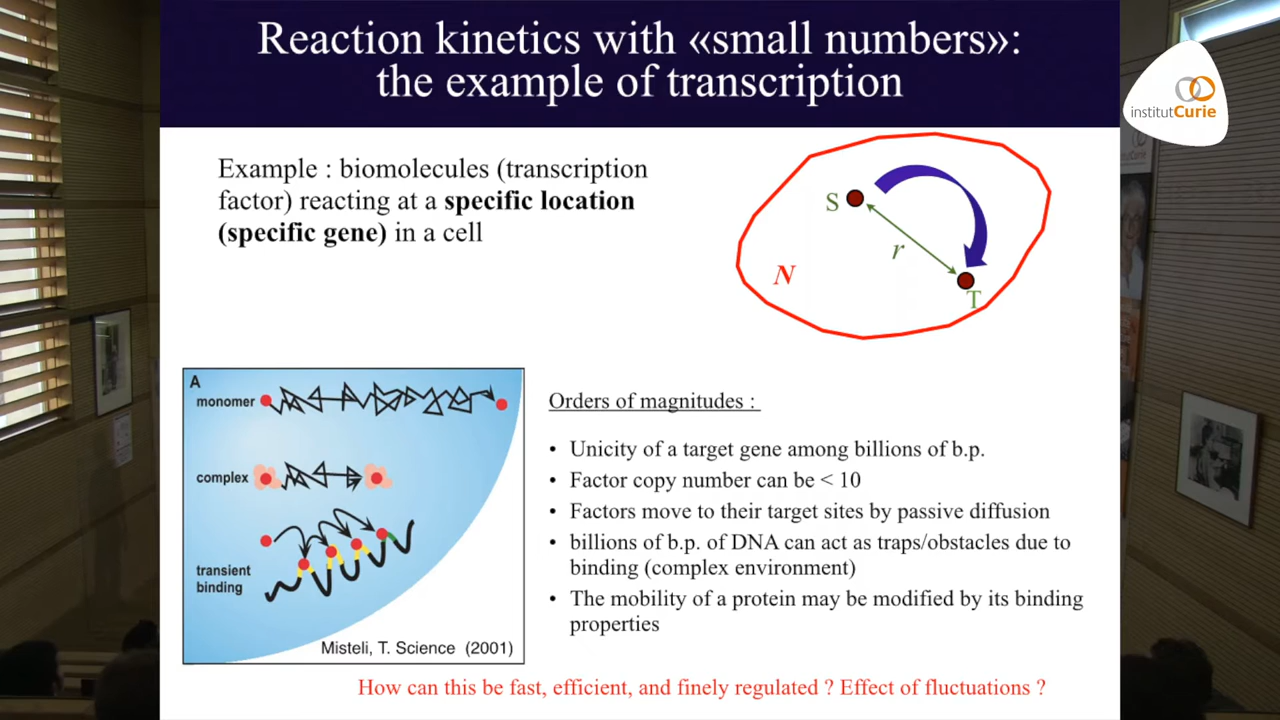 Reaction kinetics with «small numbers»:
the example of transcription
institutCurie
Example : biomolecules (transcription
factor) reacting at a specific location
(specific gene) in a cell
S
r
N
T
A
monomer
complex
transient
binding
Misteli, T. Science (2001)
Orders of magnitudes :
• Unicity of a target gene among billions of b.p.
• Factor copy number can be < 10
• Factors move to their target sites by passive diffusion
• billions of b.p. of DNA can act as traps/obstacles due to
binding (complex environment)
• The mobility of a protein may be modified by its binding
properties
How can this be fast, efficient, and finely regulated ? Effect of fluctuations ?